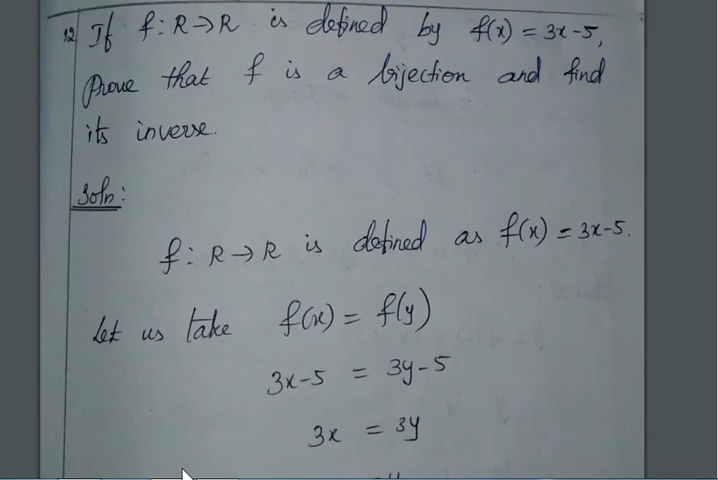 12 If f : R → R is defined by f(x) = 3x - 5,
Prove that f is a bijection and find
its inverse.
Soln :
f : R → R is defined as f(x) = 3x - 5.
Let us take f(x) = f(y)
3x - 5 = 3y - 5
3x = 3y